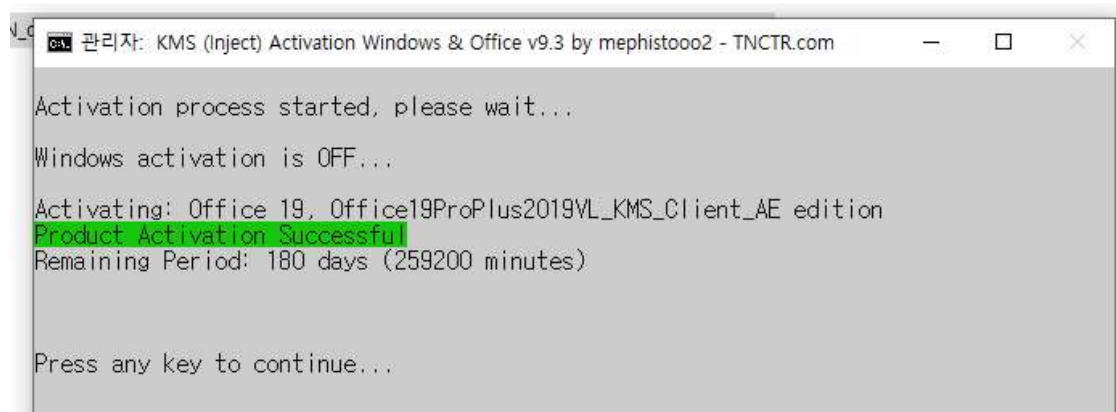 관리자: KMS (Inject) Activation Windows & Office v9.3 by mephistooo2 - TNCTR.com
Activation process started, please wait...
Windows activation is OFF...
Activating: Office 19, Office19ProPlus2019VL_KMS_Client_AE edition
Product Activation Successful
Remaining Period: 180 days (259200 minutes)
Press any key to continue...